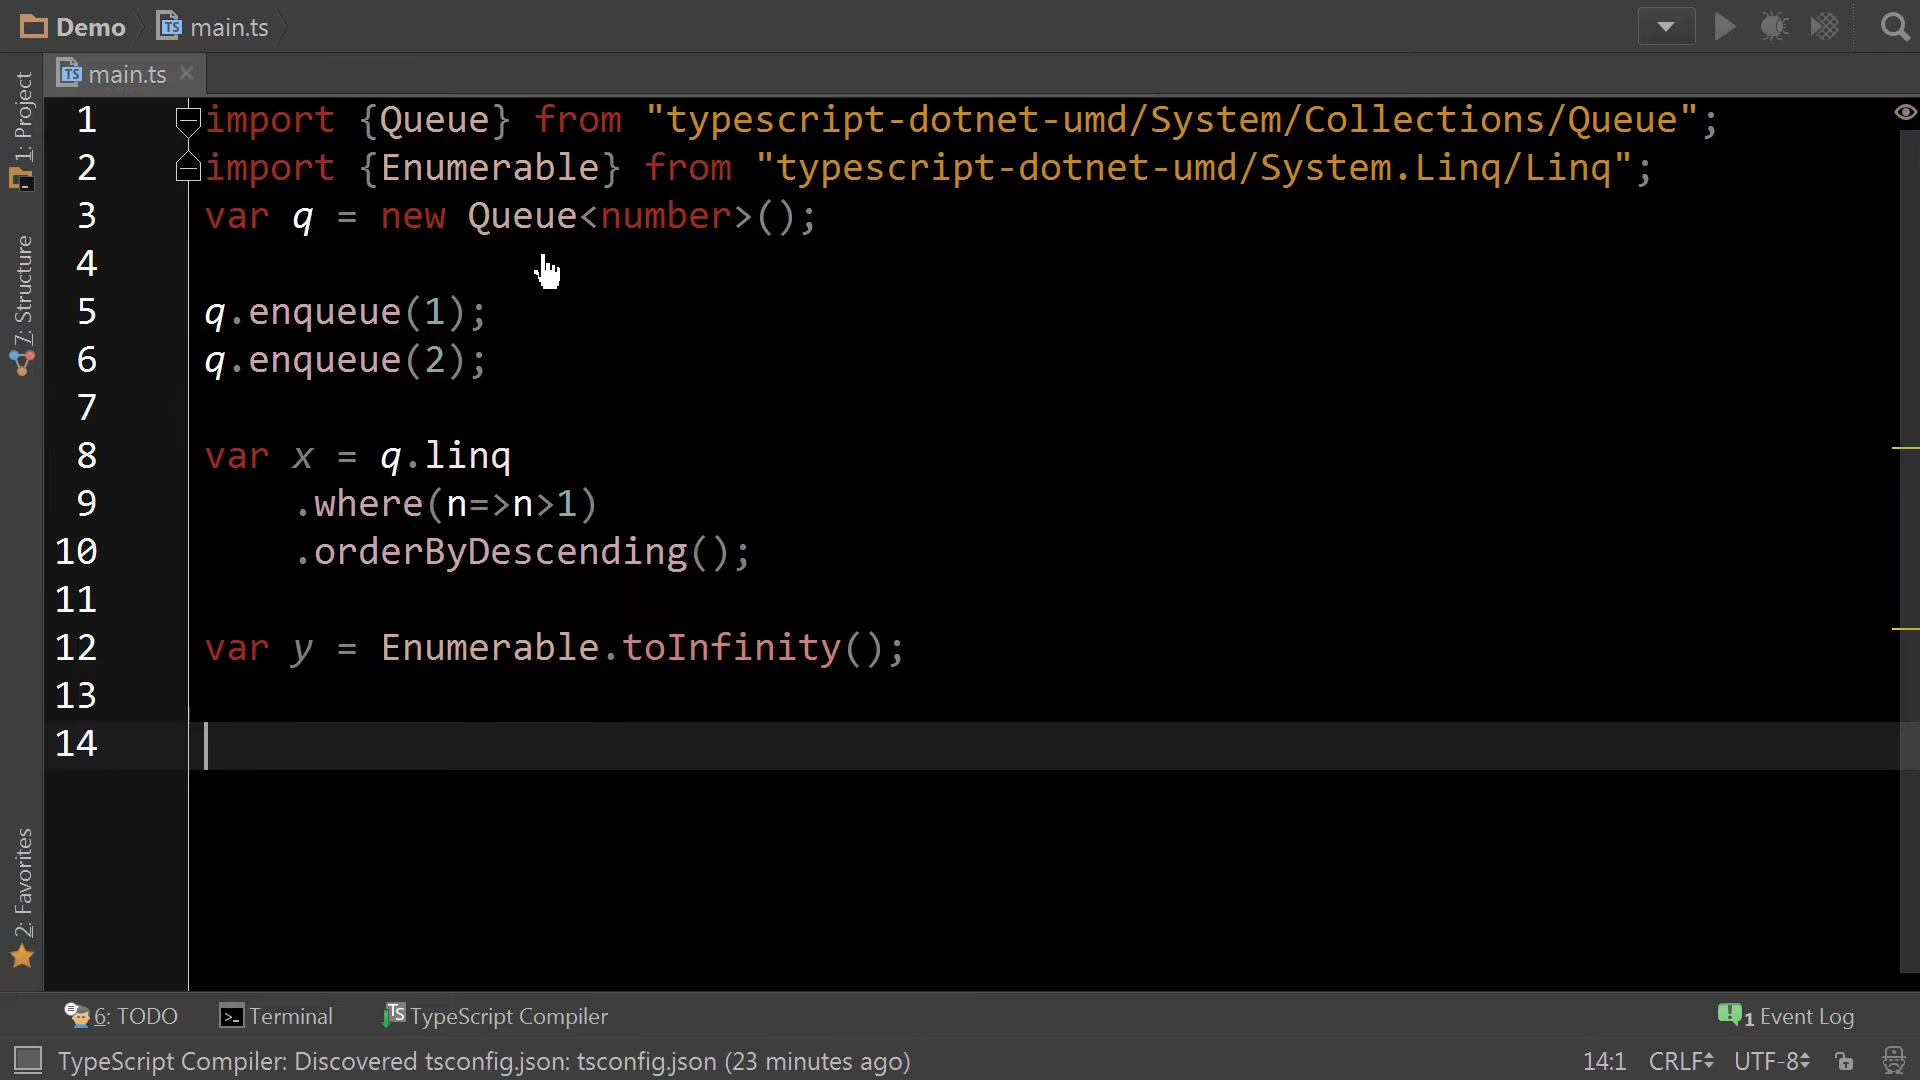 Demo main.ts
main.ts
1: Project
7: Structure
2: Favorites
1 import {Queue} from "typescript-dotnet-umd/System/Collections/Queue";
2 import {Enumerable} from "typescript-dotnet-umd/System.Linq/Linq";
3 var q = new Queue<number>();
4
5 q.enqueue(1);
6 q.enqueue(2);
7
8 var x = q.linq
9 .where(n=>n>1)
10 .orderByDescending();
11
12 var y = Enumerable.toInfinity();
13
14
6: TODO Terminal TypeScript Compiler 1 Event Log
TypeScript Compiler: Discovered tsconfig.json: tsconfig.json (23 minutes ago) 14:1 CRLF UTF-8